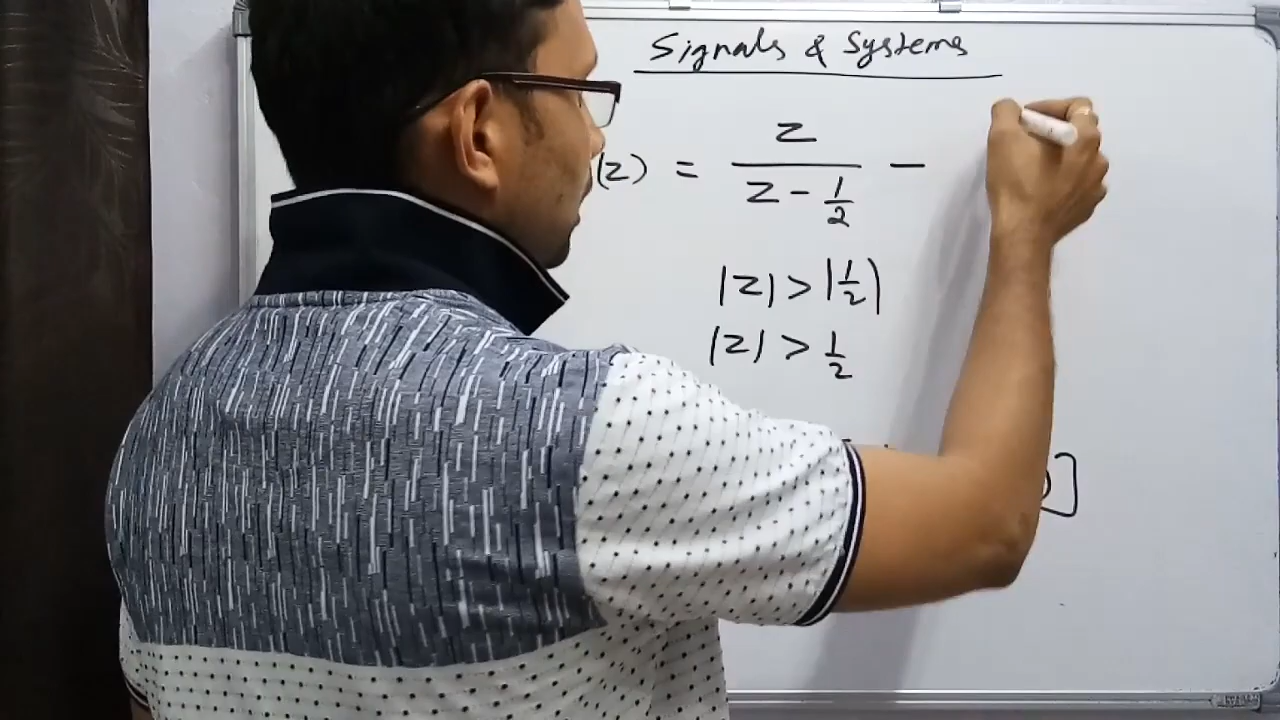 Signals & Systems
(z) = z / (z - 1/2) -
|z| > |1/2|
|z| > 1/2
]